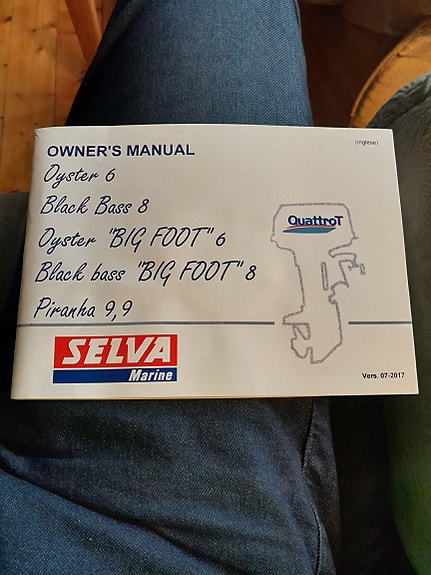 OWNER'S MANUAL
(inglese)
Oyster 6
Black Bass 8
Oyster "BIG FOOT" 6
Black bass "BIG FOOT" 8
Piranha 9,9
QuattroT
SELVA
Marine
Vers. 07-2017